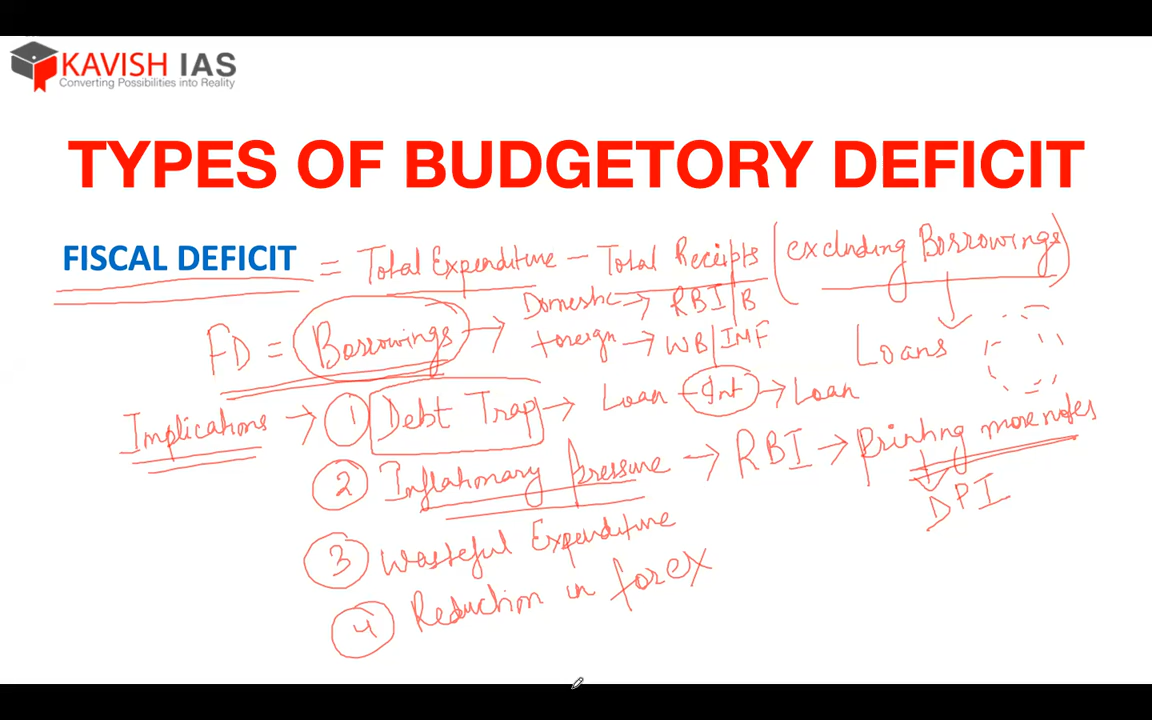 KAVISH IAS
Converting Possibilities into Reality
TYPES OF BUDGETORY DEFICIT
FISCAL DEFICIT = Total Expenditure – Total Receipts (excluding Borrowings)
Domestic → RBI | B
FD = Borrowings → foreign → WB | IMF
Loans
Implications → 1 Debt Trap → Loan – Int → Loan
2 Inflationary pressure → RBI → printing more notes
DPI
3 Wasteful Expenditure
4 Reduction in forex